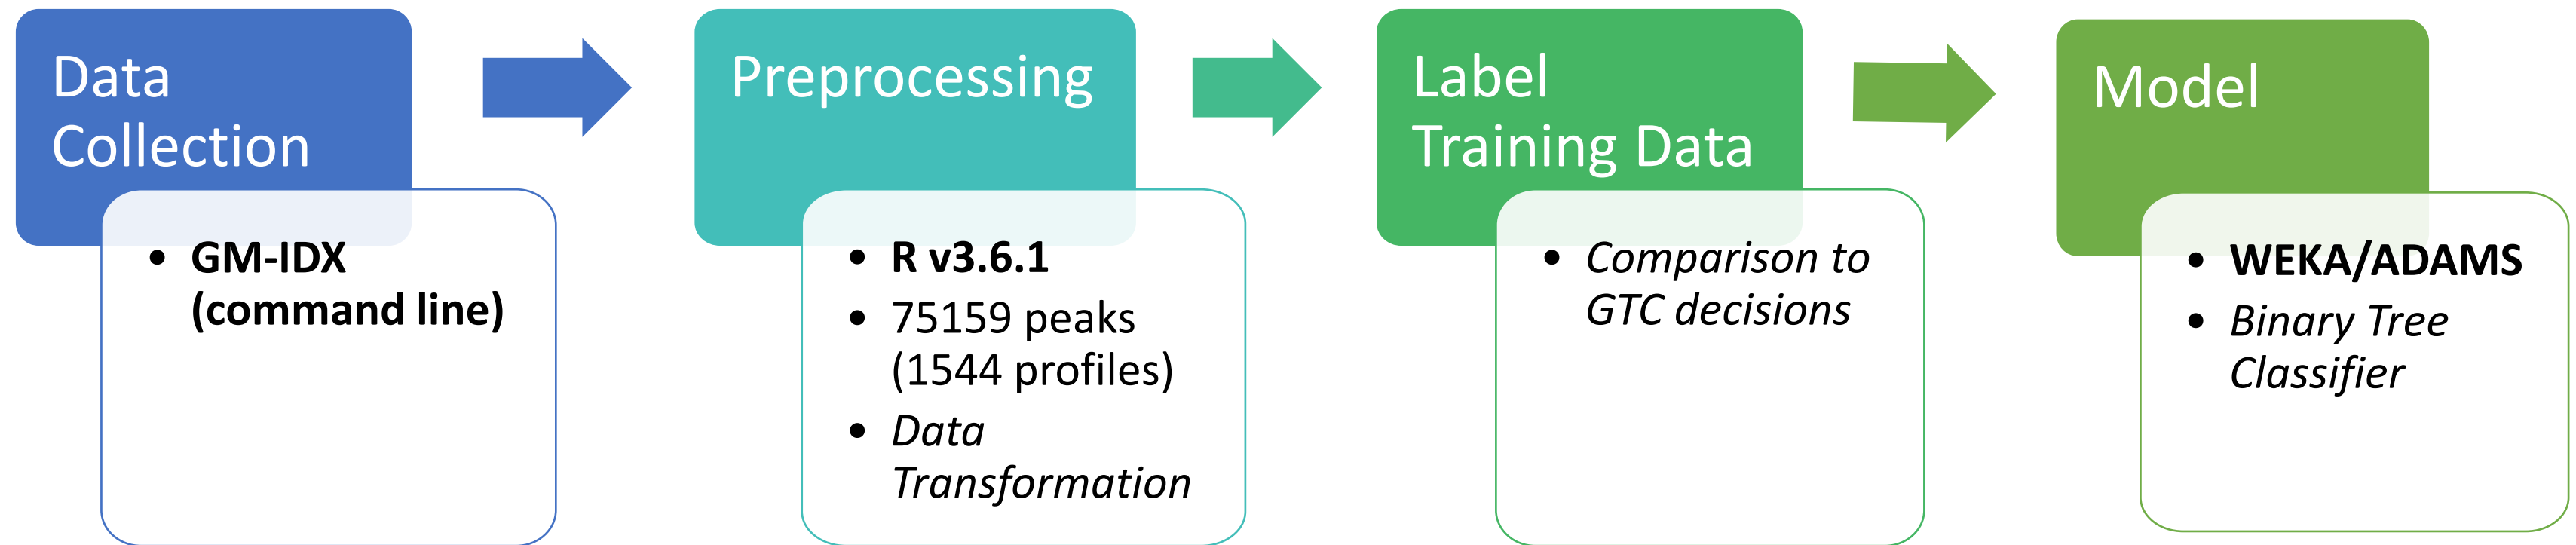 Data
Collection
• GM-IDX
(command line)
Preprocessing
• R v3.6.1
• 75159 peaks
(1544 profiles)
• Data
Transformation
Label
Training Data
• Comparison to
GTC decisions
Model
• WEKA/ADAMS
• Binary Tree
Classifier